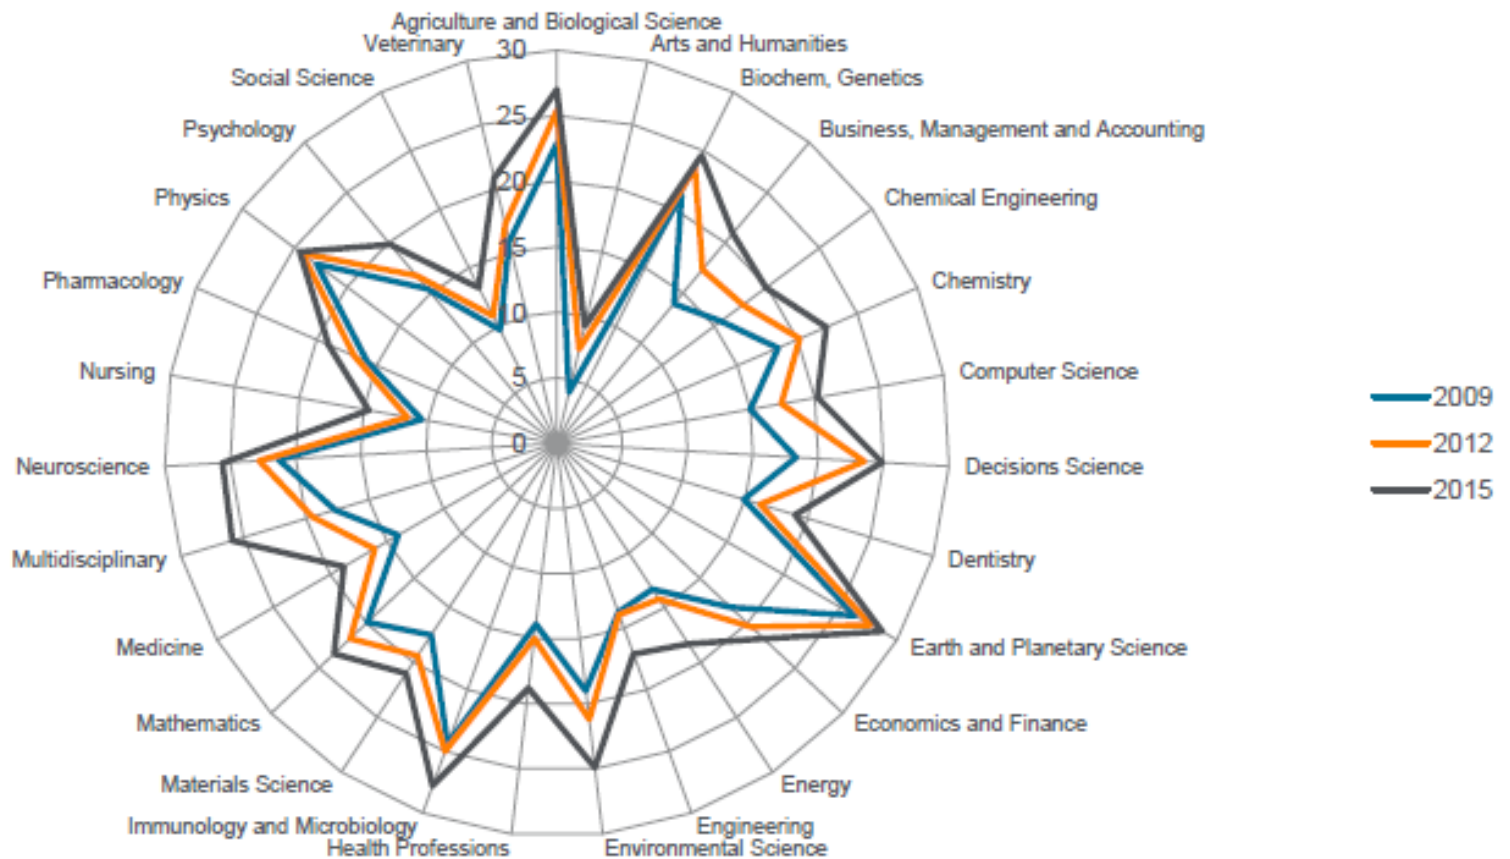 Agriculture and Biological Science
Veterinary
30
Arts and Humanities
Social Science
Biochem, Genetics
25
Psychology
Business, Management and Accounting
20
Physics
Chemical Engineering
15
Pharmacology
Chemistry
10
Nursing
Computer Science
5
2009
0
2012
Neuroscience
Decisions Science
2015
Multidisciplinary
Dentistry
Medicine
Earth and Planetary Science
Mathematics
Economics and Finance
Materials Science
Energy
Immunology and Microbiology
Engineering
Health Professions
Environmental Science